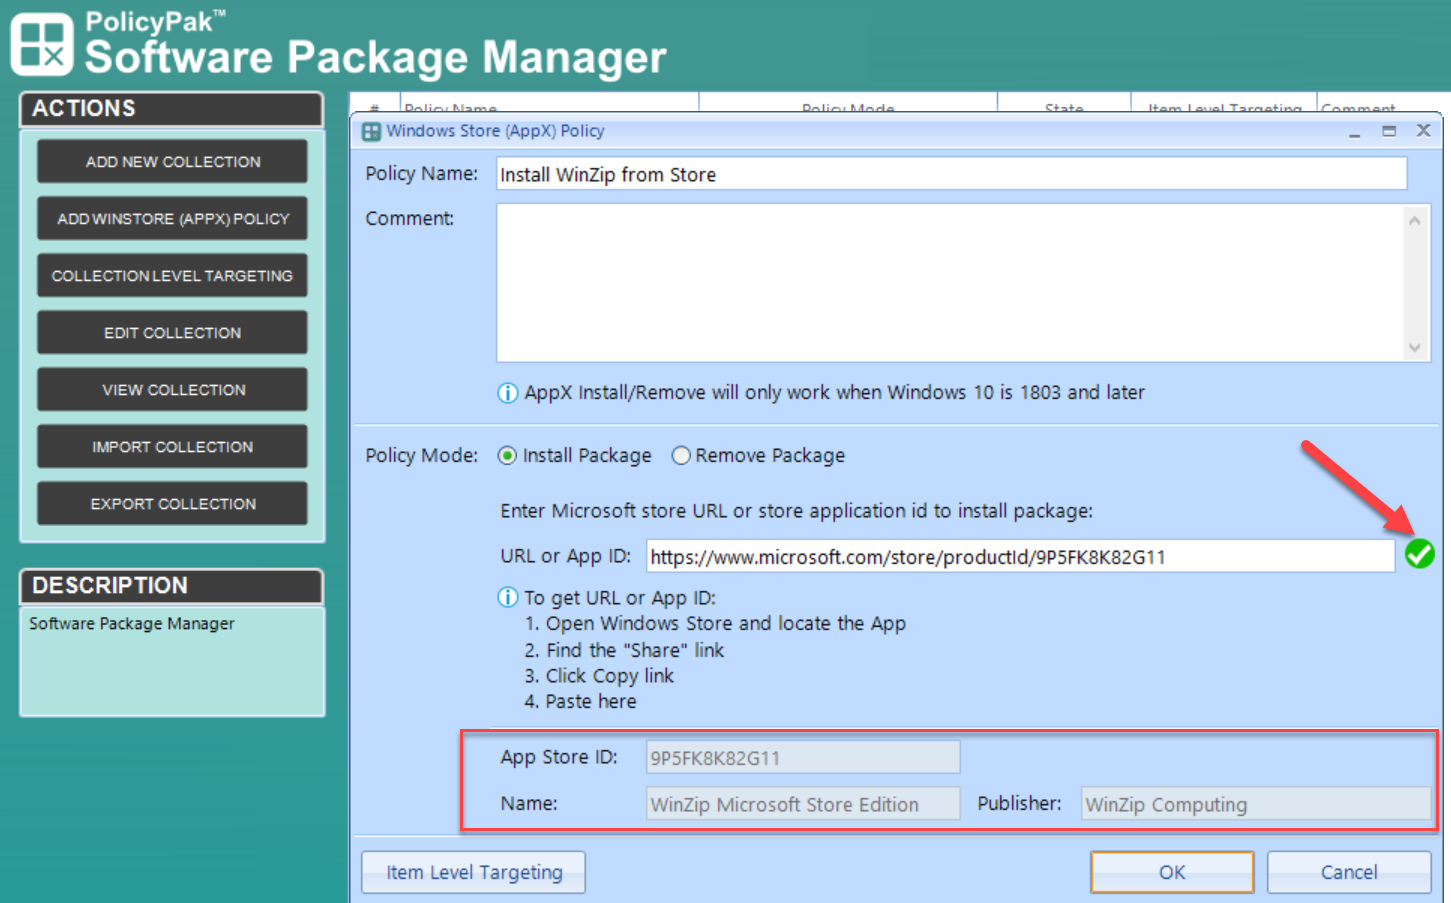 PolicyPak™
Software Package Manager
ACTIONS
ADD NEW COLLECTION
ADD WINSTORE (APPX) POLICY
COLLECTION LEVEL TARGETING
EDIT COLLECTION
VIEW COLLECTION
IMPORT COLLECTION
EXPORT COLLECTION
DESCRIPTION
Software Package Manager
# Policy Name Policy Mode State Item Level Targeting Comment
Windows Store (AppX) Policy
Policy Name: Install WinZip from Store
Comment:
AppX Install/Remove will only work when Windows 10 is 1803 and later
Policy Mode: Install Package Remove Package
Enter Microsoft store URL or store application id to install package:
URL or App ID: https://www.microsoft.com/store/productId/9P5FK8K82G11
To get URL or App ID:
1. Open Windows Store and locate the App
2. Find the "Share" link
3. Click Copy link
4. Paste here
App Store ID: 9P5FK8K82G11
Name: WinZip Microsoft Store Edition Publisher: WinZip Computing
Item Level Targeting OK Cancel